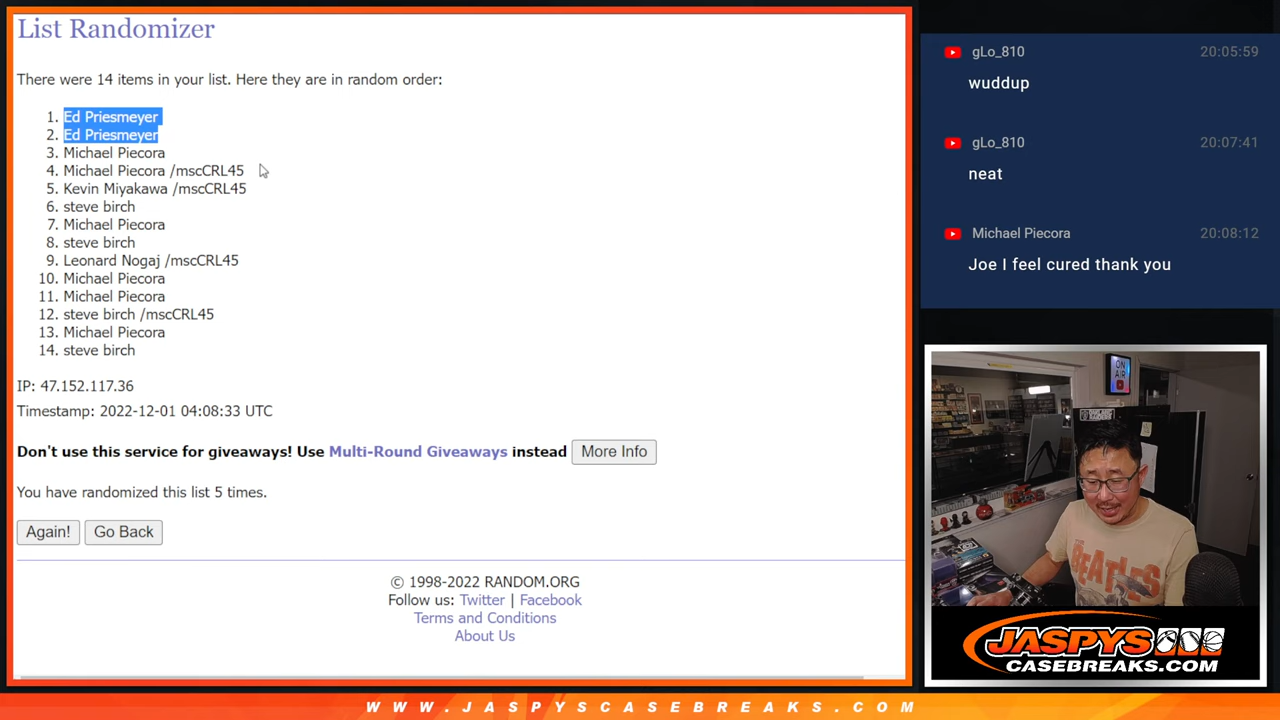 List Randomizer
There were 14 items in your list. Here they are in random order:
1. Ed Priesmeyer
2. Ed Priesmeyer
3. Michael Piecora
4. Michael Piecora /mscCRL45
5. Kevin Miyakawa /mscCRL45
6. steve birch
7. Michael Piecora
8. steve birch
9. Leonard Nogaj /mscCRL45
10. Michael Piecora
11. Michael Piecora
12. steve birch /mscCRL45
13. Michael Piecora
14. steve birch
IP: 47.152.117.36
Timestamp: 2022-12-01 04:08:33 UTC
Don't use this service for giveaways! Use Multi-Round Giveaways instead More Info
You have randomized this list 5 times.
Again! Go Back
© 1998-2022 RANDOM.ORG
Follow us: Twitter | Facebook
Terms and Conditions
About Us
gLo_810 20:05:59
wuddup
gLo_810 20:07:41
neat
Michael Piecora 20:08:12
Joe I feel cured thank you
ON
AIR
BEATLES
JASPYS
CASEBREAKS.COM
WWW.JASPYSCASEBREAKS.COM